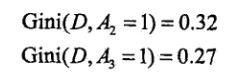 Gini(D, A₂ = 1) = 0.32
Gini(D, A₃ = 1) = 0.27